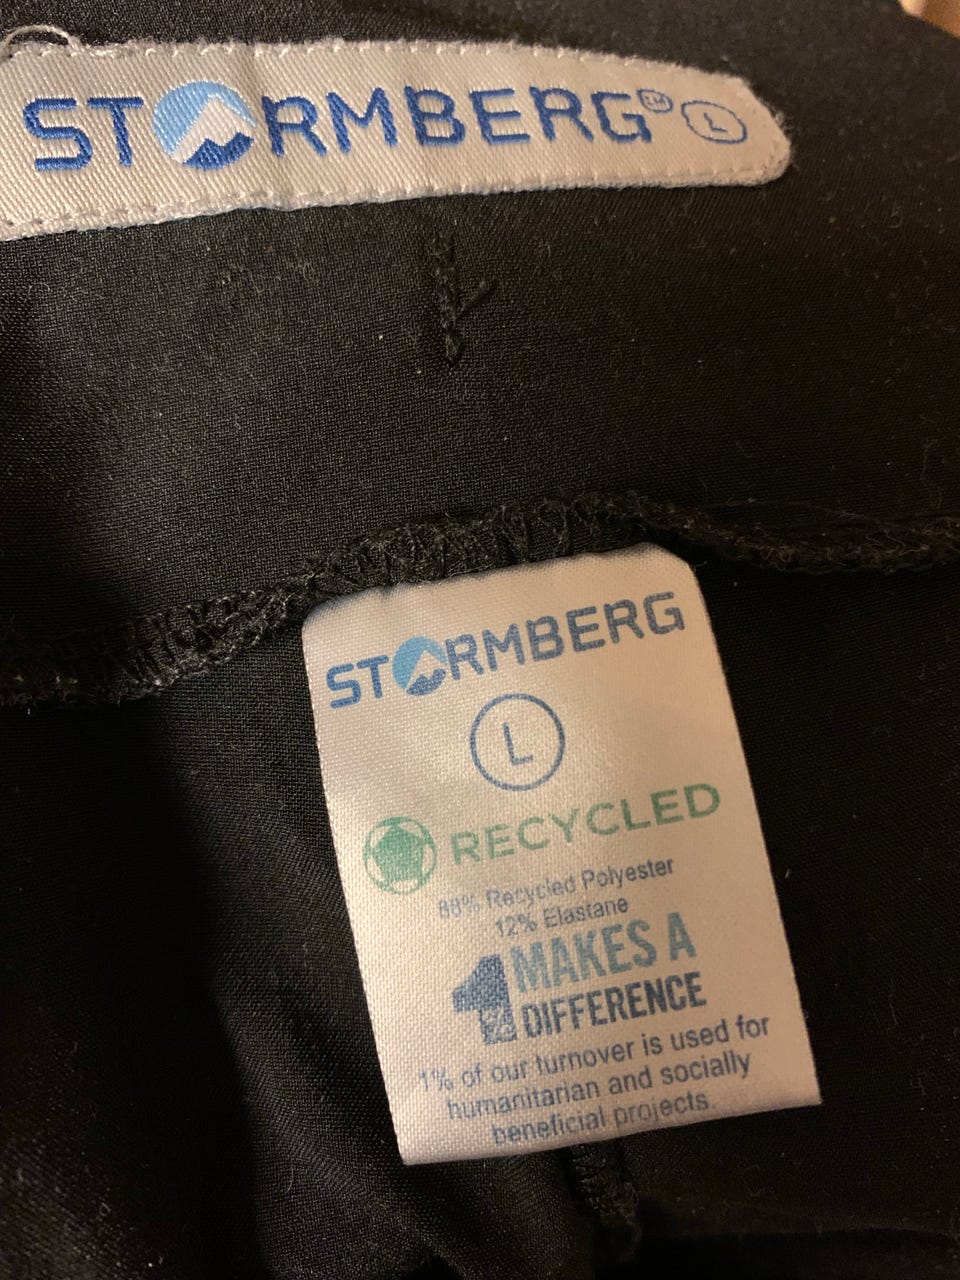 STORMBERG TM L
STORMBERG
L
RECYCLED
88% Recycled Polyester
12% Elastane
1% MAKES A
DIFFERENCE
1% of our turnover is used for
humanitarian and socially
beneficial projects.